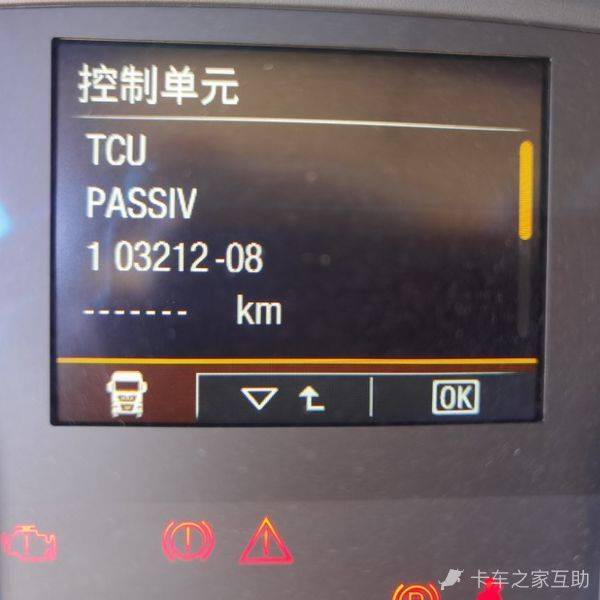 控制单元
TCU
PASSIV
1 03212-08
------- km
OK
卡车之家互助